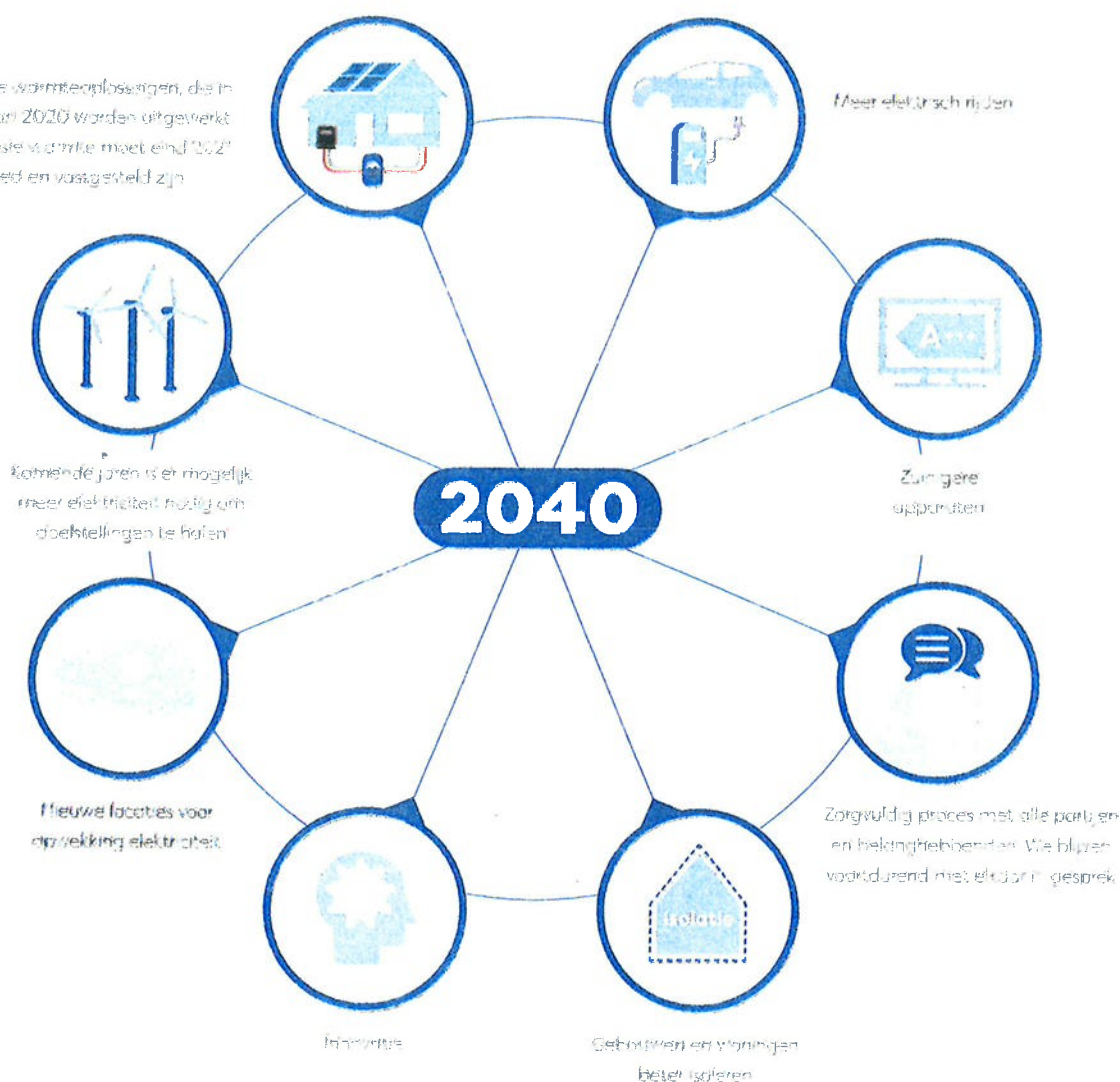 warmteoplossingen, die in
2020 worden uitgewerkt
warmte moet eind 2021
en vastgesteld zijn
Meer elektrisch rijden
A+++
Komende jaren is er mogelijk
meer elektriciteit nodig om
doelstellingen te halen
2040
Zuinigere
apparaten
Nieuwe locaties voor
opwekking elektriciteit
Zorgvuldig proces met alle partijen
en belanghebbenden. We blijven
voortdurend met elkaar in gesprek
isolatie
Innovatie
Gebouwen en woningen
beter isoleren